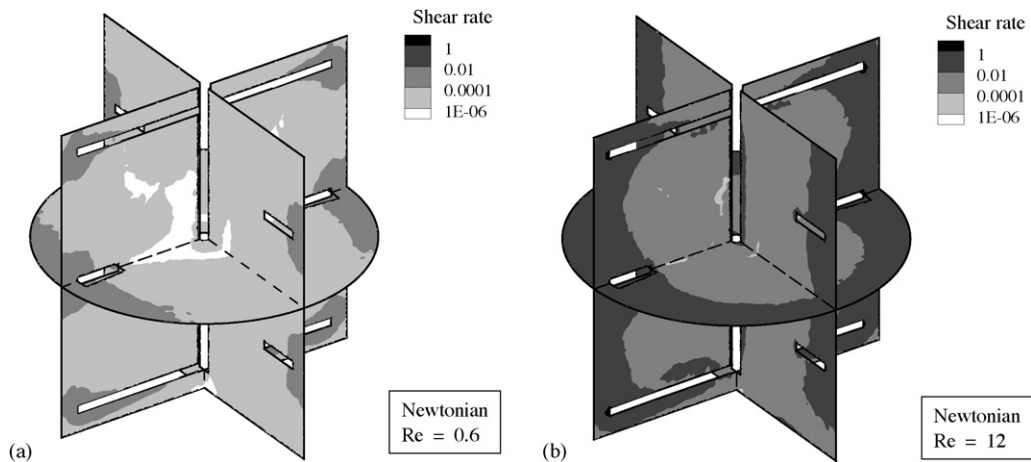 Shear rate
1
0.01
0.0001
1E-06
Newtonian
Re = 0.6
(a)
Shear rate
1
0.01
0.0001
1E-06
Newtonian
Re = 12
(b)